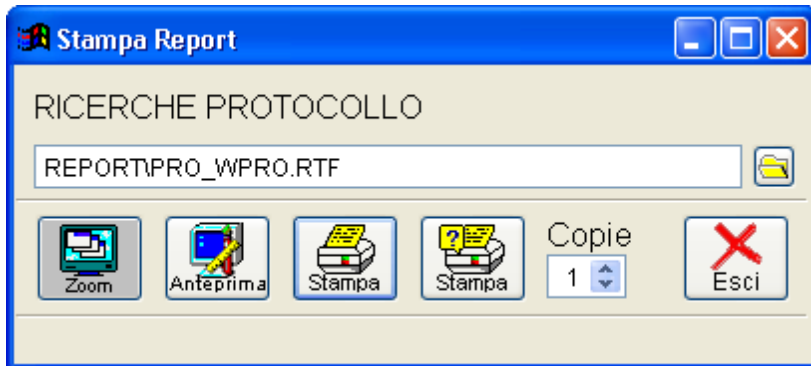 Stampa Report
RICERCHE PROTOCOLLO
REPORT\PRO_WPRO.RTF
Copie
Zoom Anteprima Stampa ? Stampa 1 Esci